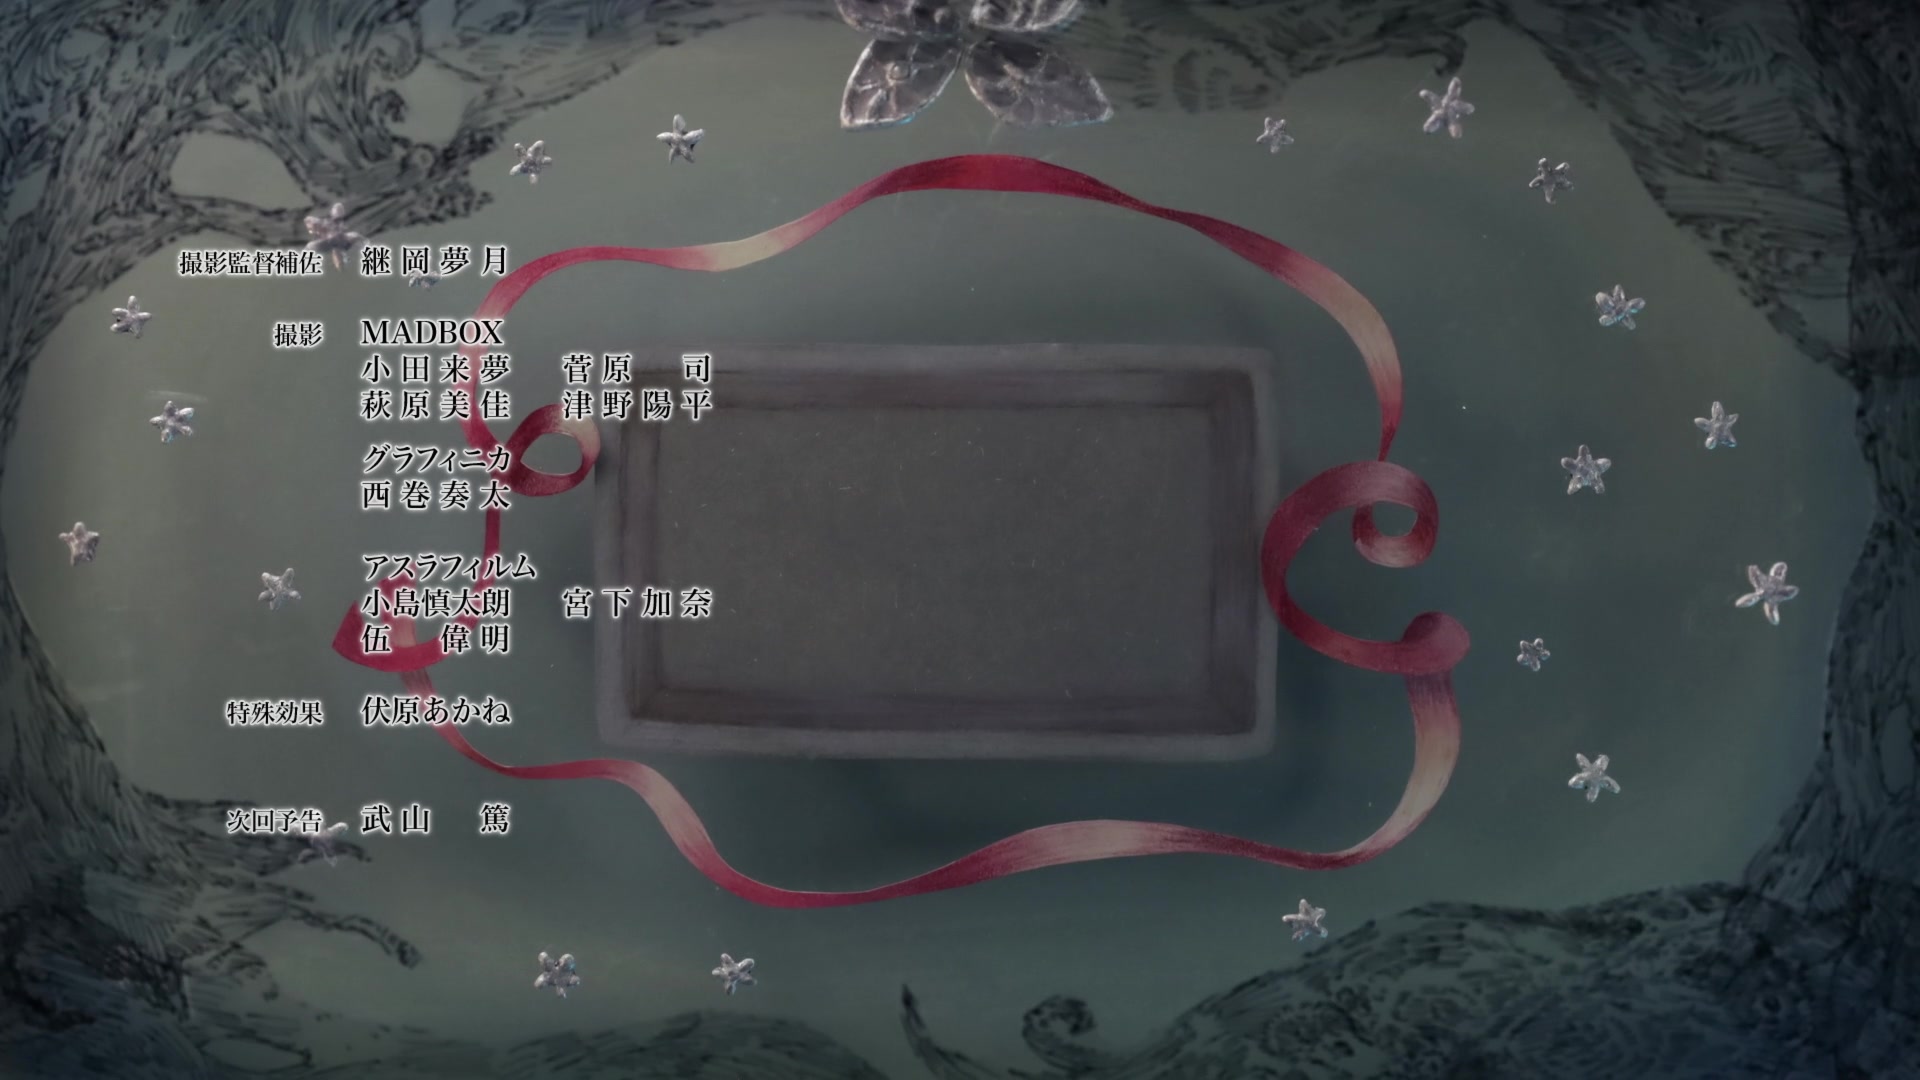 撮影監督補佐 継岡夢月
撮影 MADBOX
小田来夢 菅原 司
萩原美佳 津野陽平
グラフィニカ
西巻奏太
アスラフィルム
小島慎太朗 宮下加奈
伍 偉明
特殊効果 伏原あかね
次回予告 武山 篤